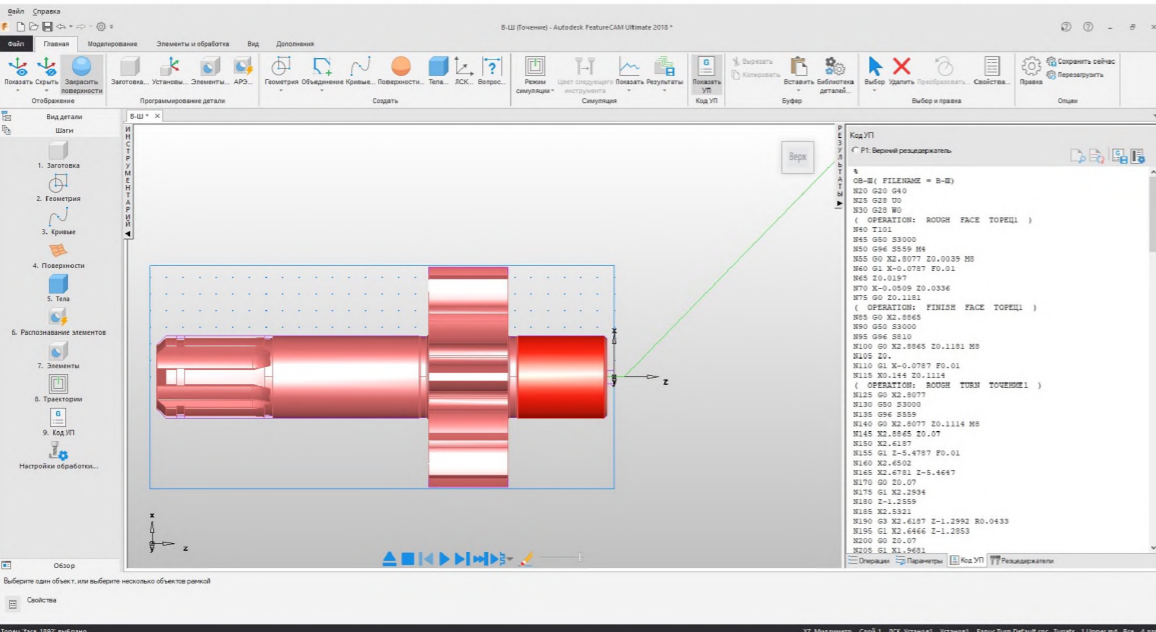 Файл Справка
В-Ш (Точение) - Autodesk FeatureCAM Ultimate 2018 *
Файл Главная Моделирование Элементы и обработка Вид Дополнения
Показать Скрыть Закрасить поверхности
Отображение
Заготовка... Установы... Элементы... АРЭ...
Программирование детали
Геометрия Объединение Кривые... Поверхности... Тела... ЛСК... Вопрос...
Создать
Режим симуляции Цвет следующего инструмента Показать Результаты
Симуляция
Показать УП
Код УП
Вырезать
Копировать
Вставить Библиотека деталей...
Буфер
Выбор Удалить Преобразовать... Свойства...
Выбор и правка
Правка
Сохранить сейчас
Перезагрузить
Опции
Вид детали
Шаги
1. Заготовка
2. Геометрия
3. Кривые
4. Поверхности
5. Тела
6. Распознавание элементов
7. Элементы
8. Траектории
9. Код УП
Настройки обработки...
Обзор
В-Ш *
ИНСТРУМЕНТАРИЙ
Верх
x
z
y
x
z
y
РЕЗУЛЬТАТЫ
Код УП
P1: Верхний резцедержатель
%
OВ-Ш( FILENAME = В-Ш)
N20 G20 G40
N25 G28 U0
N30 G28 W0
( OPERATION: ROUGH FACE ТОРЕЦ1 )
N40 T101
N45 G50 S3000
N50 G96 S559 M4
N55 G0 X2.8077 Z0.0039 M8
N60 G1 X-0.0787 F0.01
N65 Z0.0197
N70 X-0.0509 Z0.0336
N75 G0 Z0.1181
( OPERATION: FINISH FACE ТОРЕЦ1 )
N85 G0 X2.8865
N90 G50 S3000
N95 G96 S810
N100 G0 X2.8865 Z0.1181 M8
N105 Z0.
N110 G1 X-0.0787 F0.01
N115 X0.144 Z0.1114
( OPERATION: ROUGH TURN ТОЧЕНИЕ1 )
N125 G0 X2.8077
N130 G50 S3000
N135 G96 S559
N140 G0 X2.8077 Z0.1114 M8
N145 X2.8865 Z0.07
N150 X2.6187
N155 G1 Z-5.4787 F0.01
N160 X2.6502
N165 X2.6781 Z-5.4647
N170 G0 Z0.07
N175 G1 X2.2934
N180 Z-1.2559
N185 X2.5321
N190 G3 X2.6187 Z-1.2992 R0.0433
N195 G1 X2.6466 Z-1.2853
N200 G0 Z0.07
N205 G1 X1.9681
Операции Параметры Код УП Резцедержатели
Выберите один объект, или выберите несколько объектов рамкой
Свойства